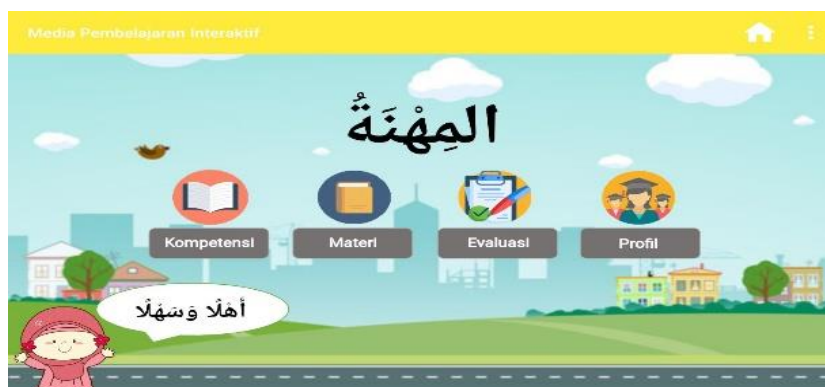 Media Pembelajaran Interaktif
المِهْنَةُ
Kompetensi
Materi
Evaluasi
Profil
أَهْلًا وَسَهْلًا